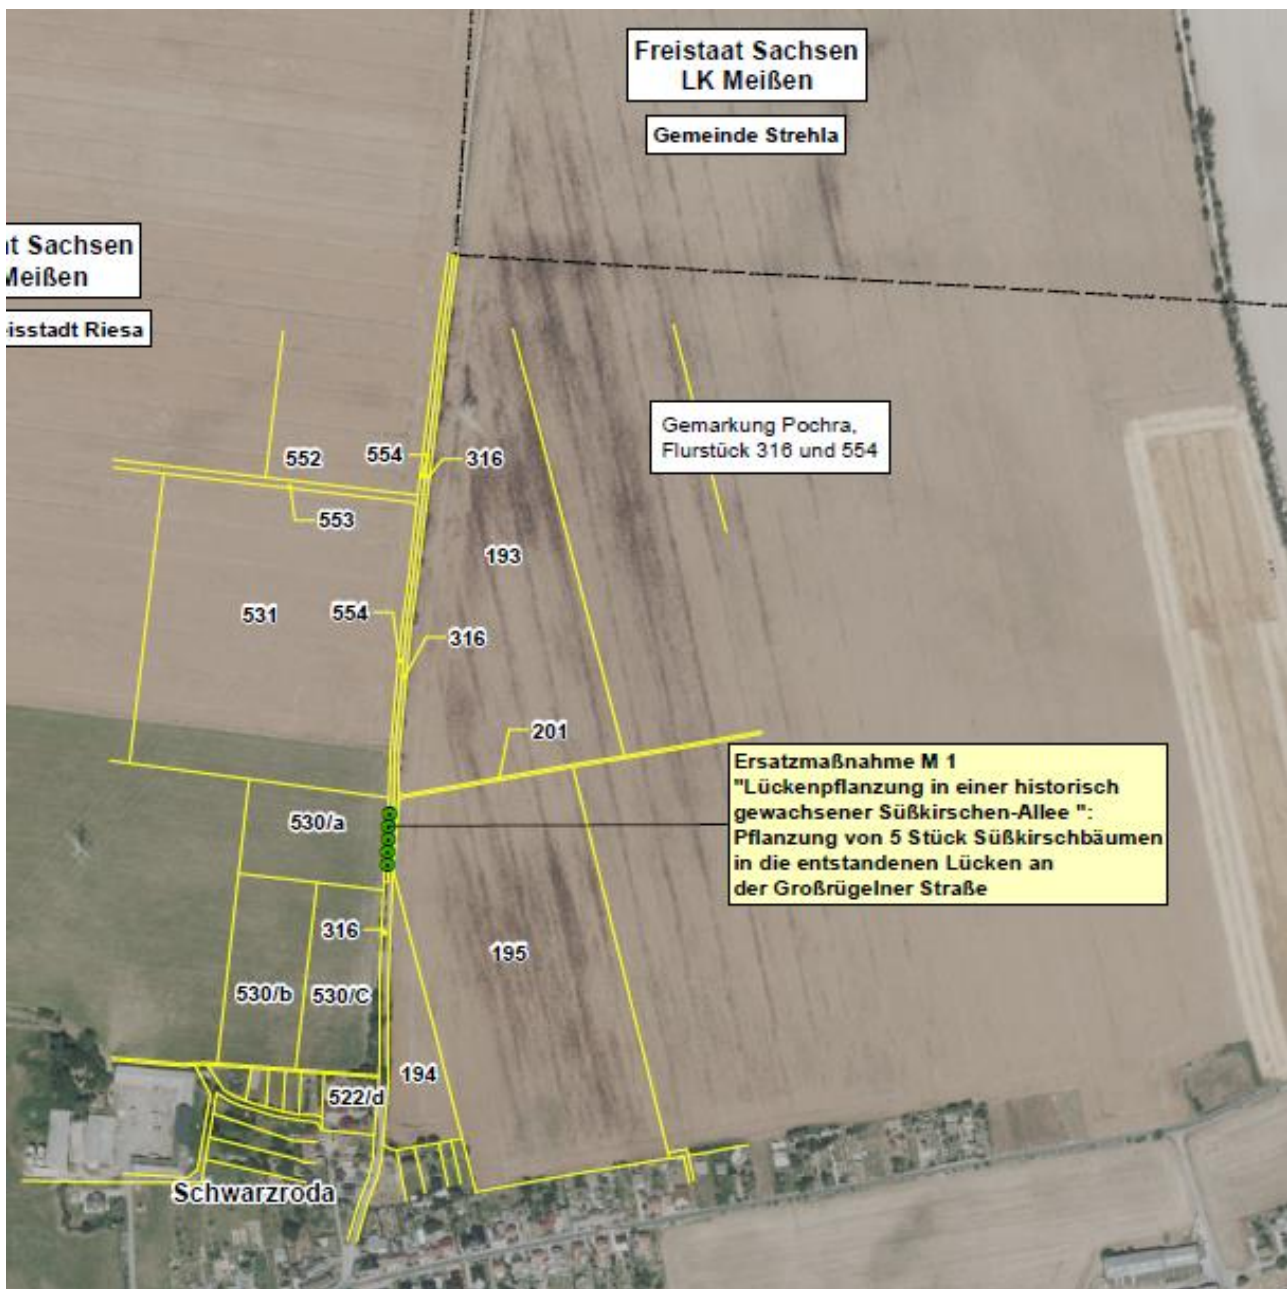 Freistaat Sachsen
LK Meißen
Gemeinde Strehla
at Sachsen
Meißen
eisstadt Riesa
Gemarkung Pochra,
Flurstück 316 und 554
552
554
316
553
193
531
554
316
201
Ersatzmaßnahme M 1
"Lückenpflanzung in einer historisch
gewachsener Süßkirschen-Allee ":
Pflanzung von 5 Stück Süßkirschbäumen
in die entstandenen Lücken an
der Großrügelner Straße
530/a
316
195
530/b
530/C
194
522/d
Schwarzroda